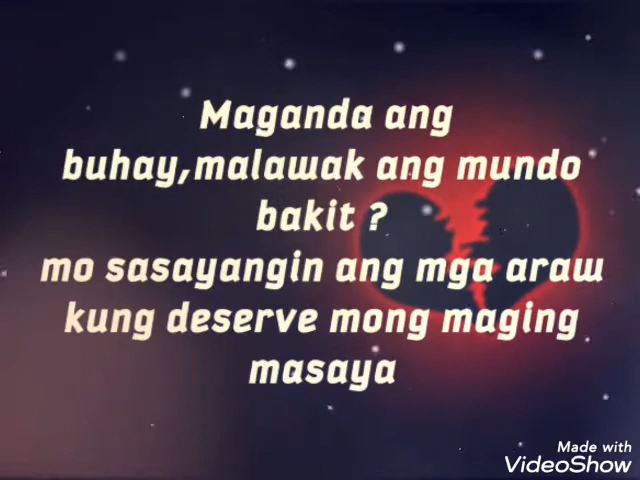 Maganda ang
buhay,malawak ang mundo
bakit ?
mo sasayangin ang mga araw
kung deserve mong maging
masaya
Made with
VideoShow